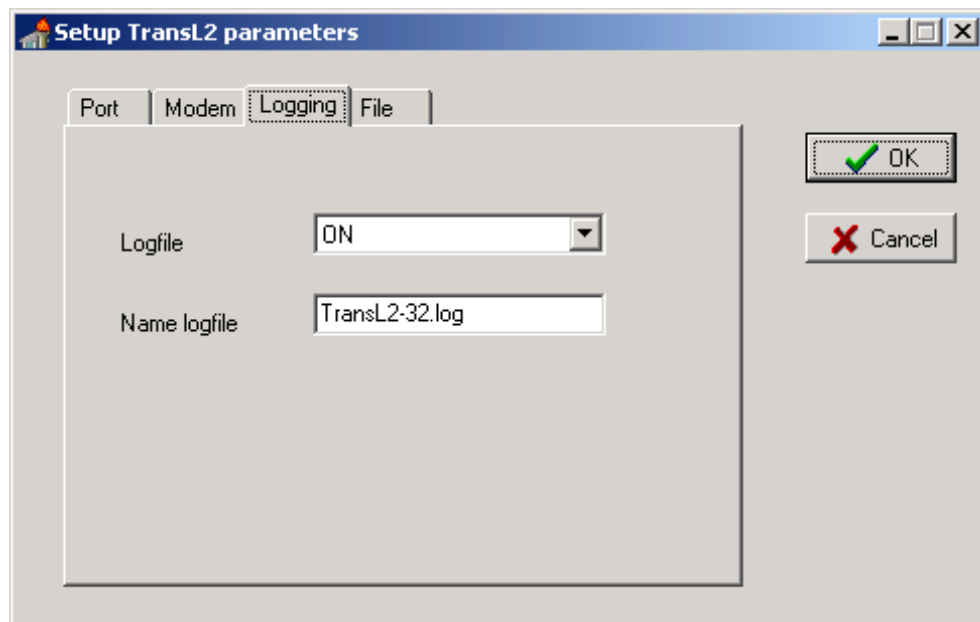 Setup TransL2 parameters
Port Modem Logging File
OK
Logfile ON
Cancel
Name logfile TransL2-32.log